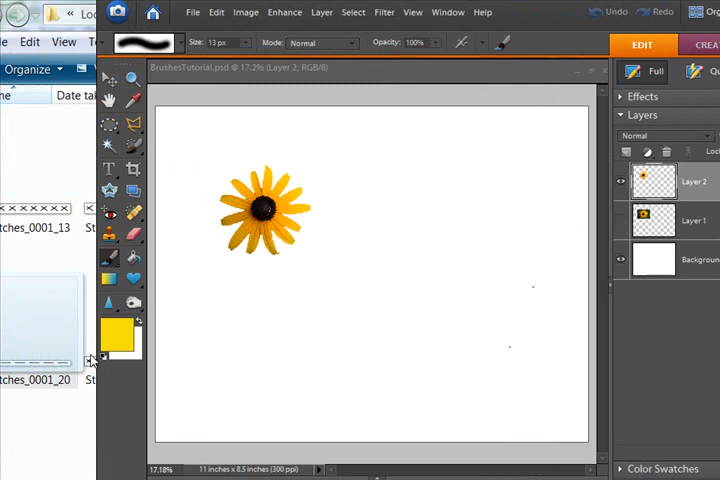 File Edit Image Enhance Layer Select Filter View Window Help Undo Redo
Edit View
Size: 13 px Mode: Normal Opacity: 100%
EDIT
Organize
BrushesTutorial.psd @ 17.2% (Layer 2, RGB/8)
Full
Date tak
Effects
Layers
Normal
Lock
Layer 2
tches_0001_13 St
Layer 1
Background
tches_0001_20 St
17.18% 11 inches x 8.5 inches (300 ppi)
Color Swatches